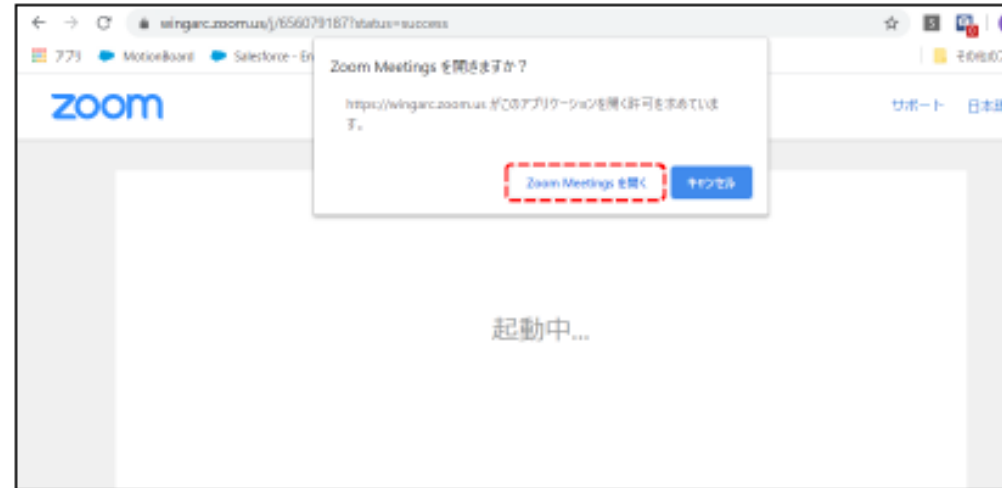 wingarc.zoom.us/j/656079187?status=success
アプリ MotionBoard Salesforce - En
その他の
Zoom Meetings を開きますか？
https://wingarc.zoom.us がこのアプリケーションを開く許可を求めていま
す。
Zoom Meetings を開く キャンセル
zoom
サポート 日本語
起動中...